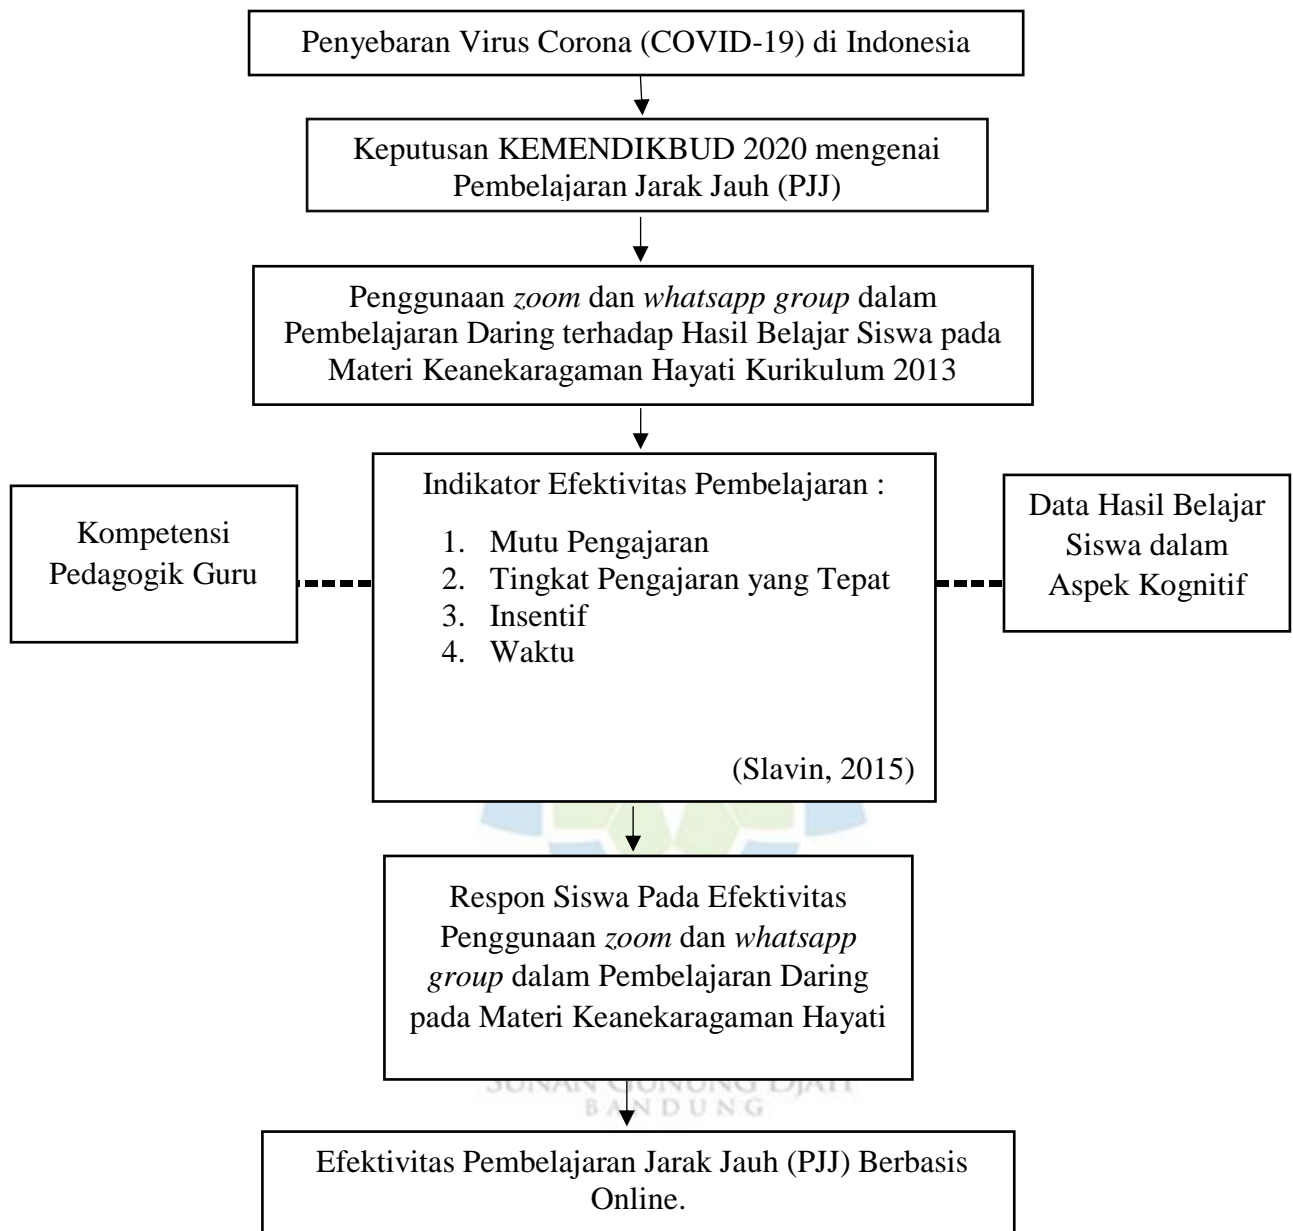 Penyebaran Virus Corona (COVID-19) di Indonesia
Keputusan KEMENDIKBUD 2020 mengenai
Pembelajaran Jarak Jauh (PJJ)
Penggunaan zoom dan whatsapp group dalam
Pembelajaran Daring terhadap Hasil Belajar Siswa pada
Materi Keanekaragaman Hayati Kurikulum 2013
Kompetensi
Pedagogik Guru
Indikator Efektivitas Pembelajaran :
1. Mutu Pengajaran
2. Tingkat Pengajaran yang Tepat
3. Insentif
4. Waktu
(Slavin, 2015)
Data Hasil Belajar
Siswa dalam
Aspek Kognitif
Respon Siswa Pada Efektivitas
Penggunaan zoom dan whatsapp
group dalam Pembelajaran Daring
pada Materi Keanekaragaman Hayati
SUNAN GUNUNG DJATI
BANDUNG
Efektivitas Pembelajaran Jarak Jauh (PJJ) Berbasis
Online.